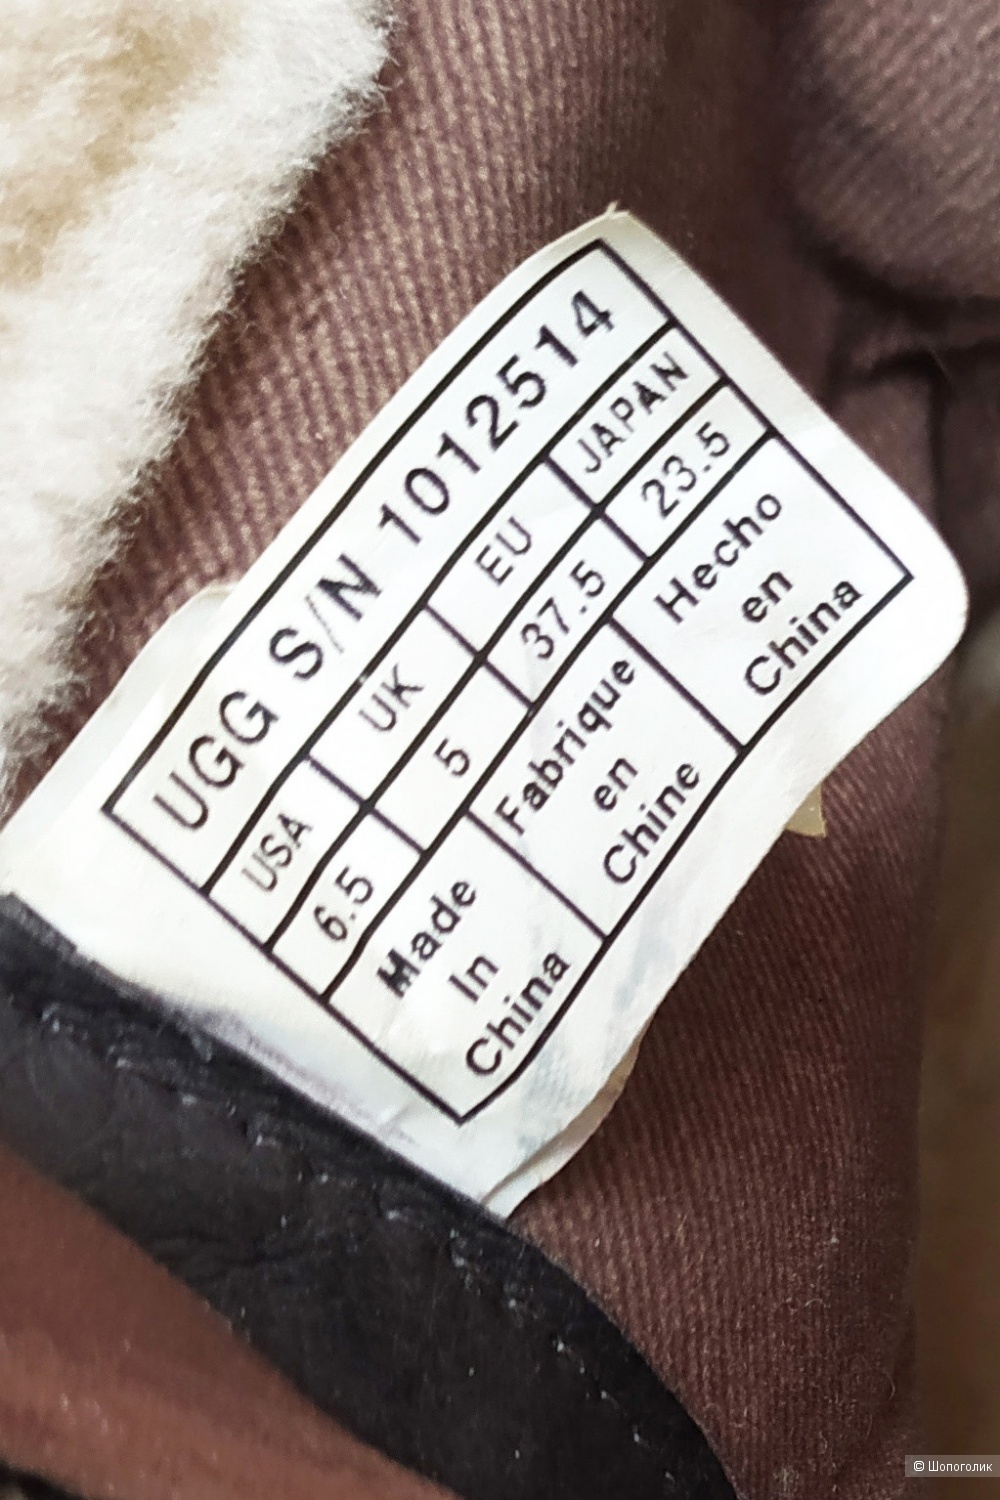 UGG S/N 1012514
USA UK EU JAPAN
6.5 5 37.5 23.5
Made
In
China
Fabrique
en
Chine
Hecho
en
China
© Шопоголик